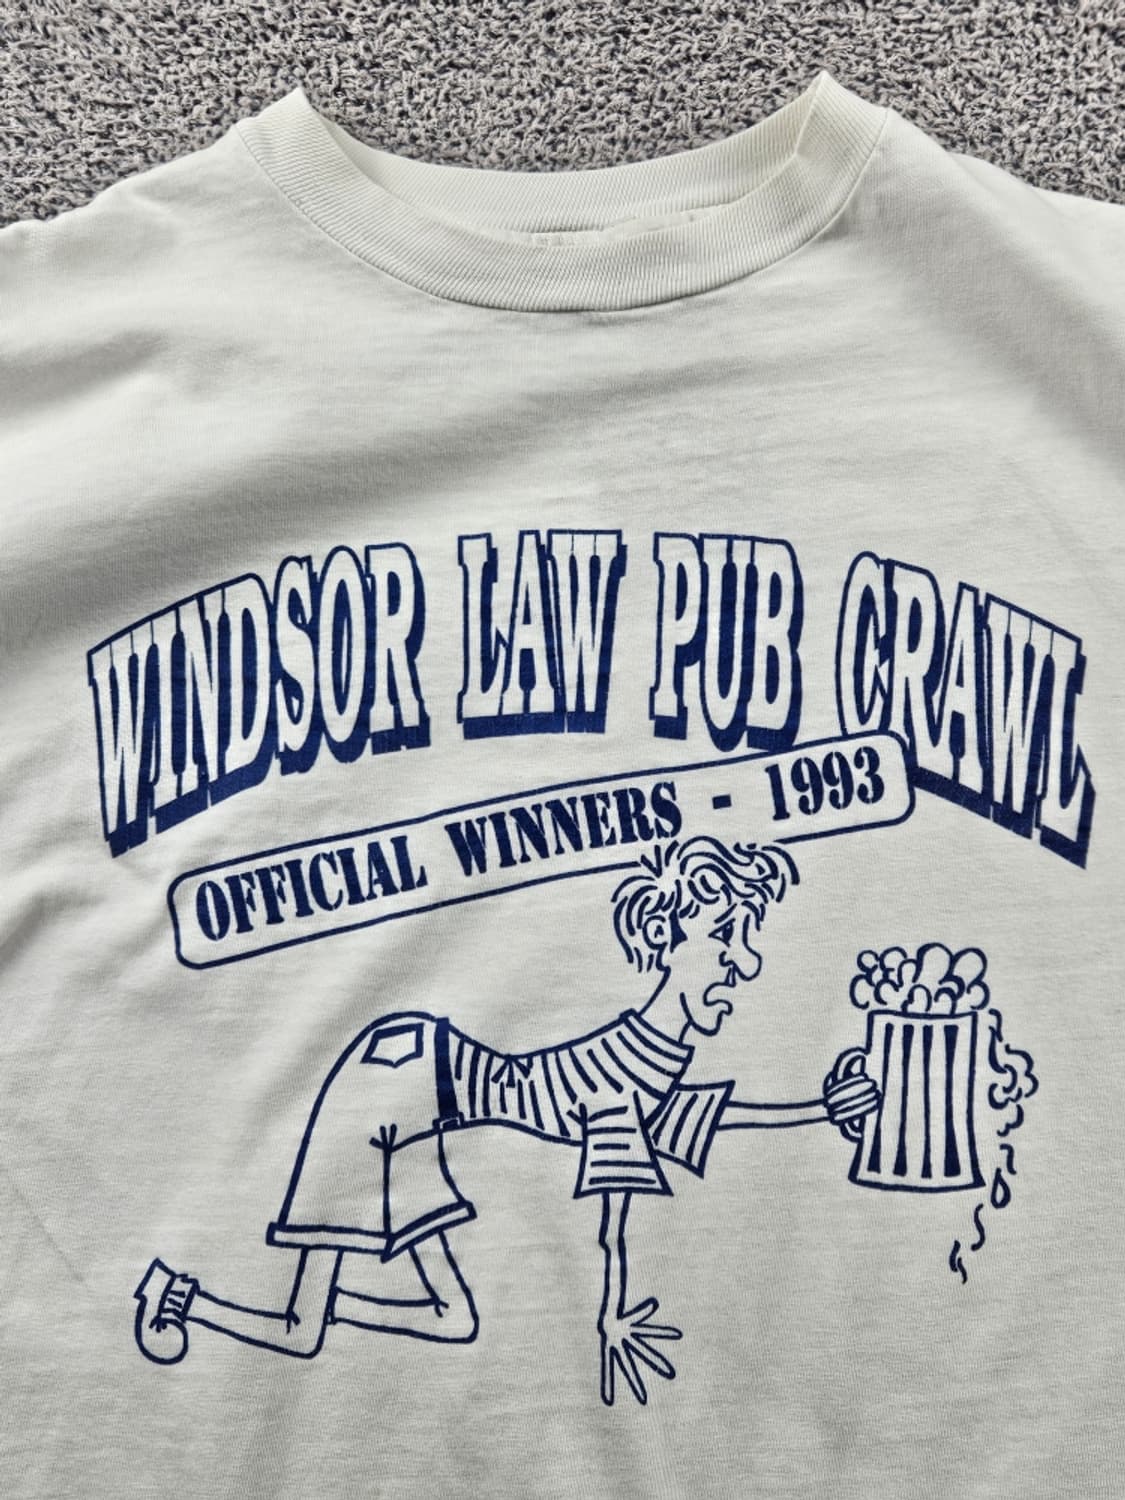 WINDSOR LAW PUB CRAWL
OFFICIAL WINNERS - 1993